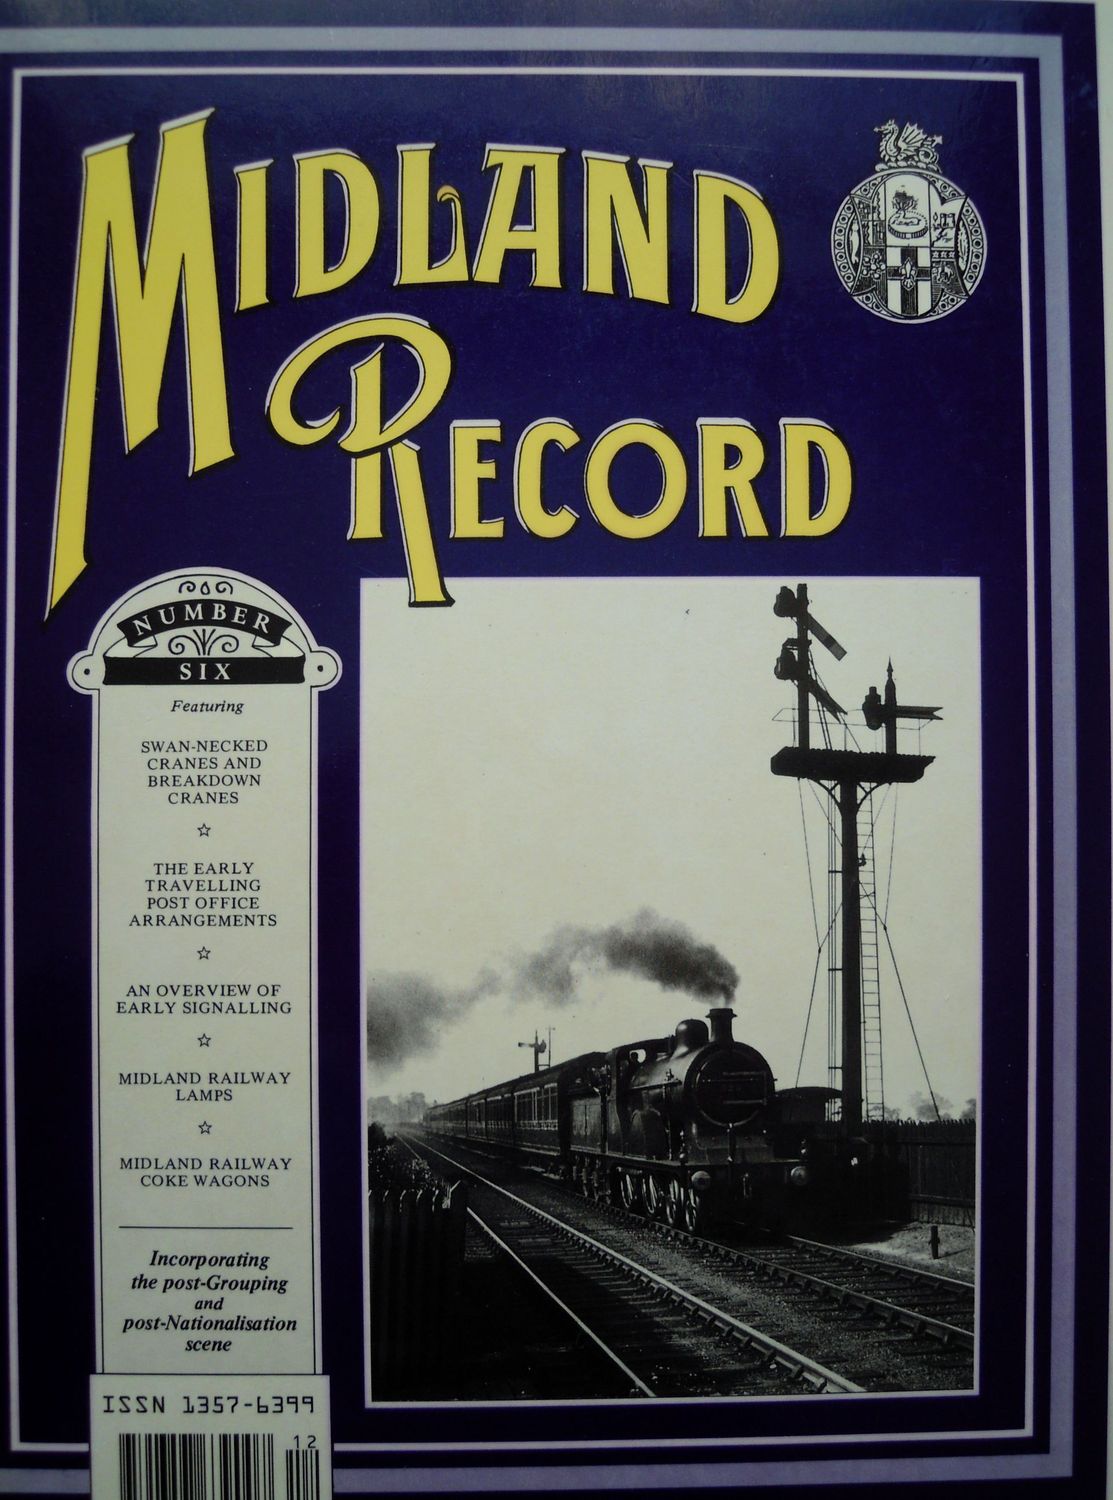 MIDLAND
RECORD
NUMBER
SIX
Featuring
SWAN-NECKED
CRANES AND
BREAKDOWN
CRANES
THE EARLY
TRAVELLING
POST OFFICE
ARRANGEMENTS
AN OVERVIEW OF
EARLY SIGNALLING
MIDLAND RAILWAY
LAMPS
MIDLAND RAILWAY
COKE WAGONS
Incorporating
the post-Grouping
and
post-Nationalisation
scene
ISSN 1357-6399
12